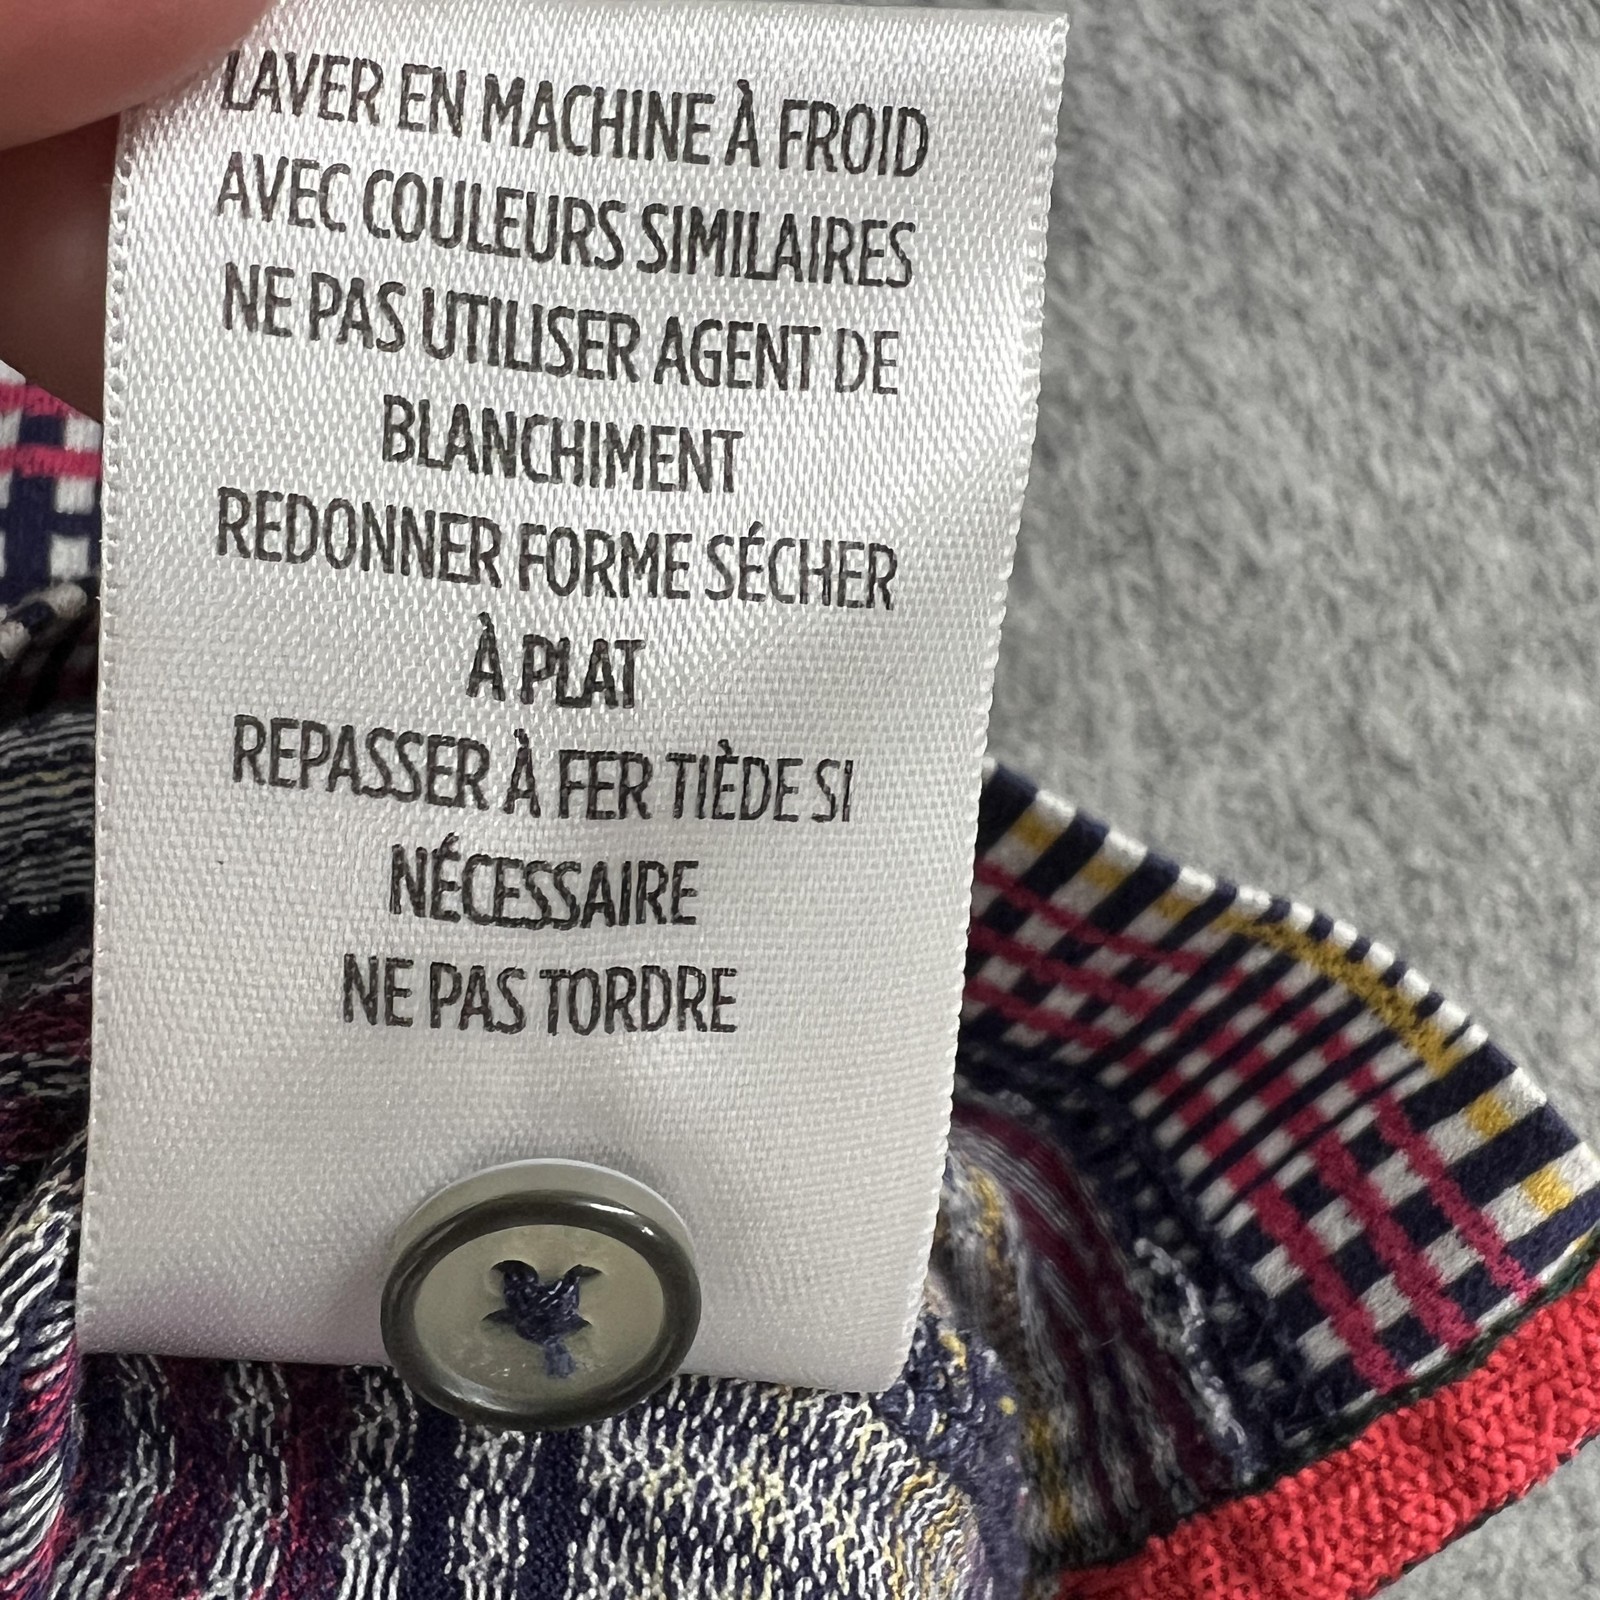 LAVER EN MACHINE À FROID
AVEC COULEURS SIMILAIRES
NE PAS UTILISER AGENT DE
BLANCHIMENT
REDONNER FORME SÉCHER
À PLAT
REPASSER À FER TIÈDE SI
NÉCESSAIRE
NE PAS TORDRE